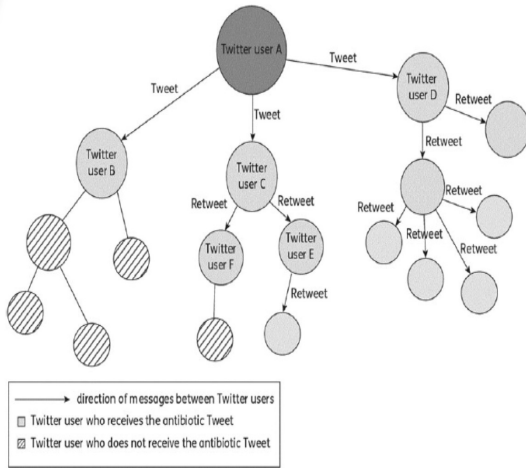 Twitter user A
Tweet
Tweet
Tweet
Twitter
user D
Retweet
Retweet
Twitter
user B
Twitter
user C
Retweet
Retweet
Retweet
Retweet
Retweet
Retweet
Twitter
user F
Twitter
user E
Retweet
direction of messages between Twitter users
Twitter user who receives the antibiotic Tweet
Twitter user who does not receive the antibiotic Tweet